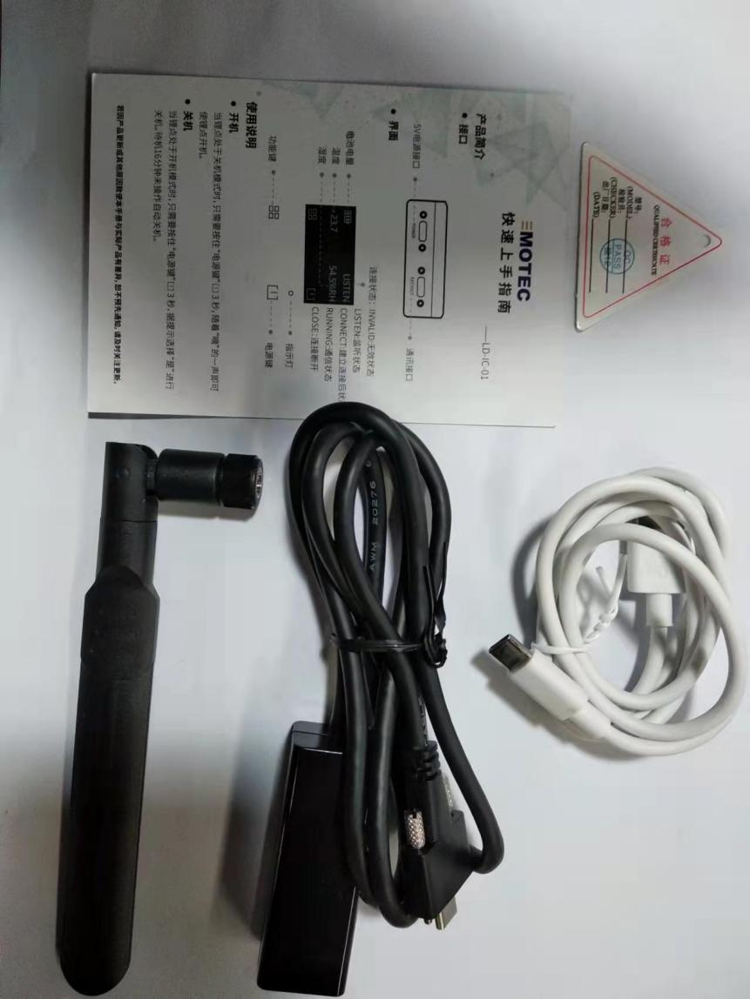 EMOTEC
快速上手指南
——LD-IC-01
产品简介
• 接口
5V电源接口
通讯接口
• 界面
电池电量
温度
湿度
+23.7
LISTEN
54.5%RH
连接状态：INVALID:无效状态
LISTEN:监听状态
CONNECT:建立连接后状
RUNNING:通信状态
CLOSE:连接断开
功能键
指示灯
电源键
使用说明
• 开机
当锂点处于关机模式时，只需要按住“电源键”3秒，随着“嘀”的一声即可
使锂点开机。
• 关机
当锂点处于开机模式时，只需要按住“电源键”3秒，据提示选择“是”进行
关机。待机16分钟未操作自动关机。
若因产品更新或其他原因致使本手册与实际产品有差异，恕不预先通知，请及时关注更新。
合格证
QUALIFIED CERTIFICATE
型号:
(MODEL)
检验员:
(CHECKER)
出厂日期:
(DATE)
QC
PASS
AWM 20276